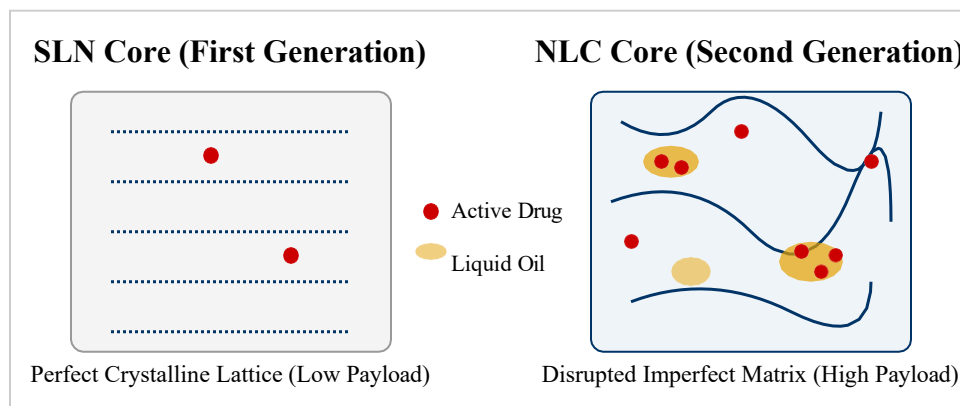 SLN Core (First Generation)
NLC Core (Second Generation)
Active Drug
Liquid Oil
Perfect Crystalline Lattice (Low Payload)
Disrupted Imperfect Matrix (High Payload)